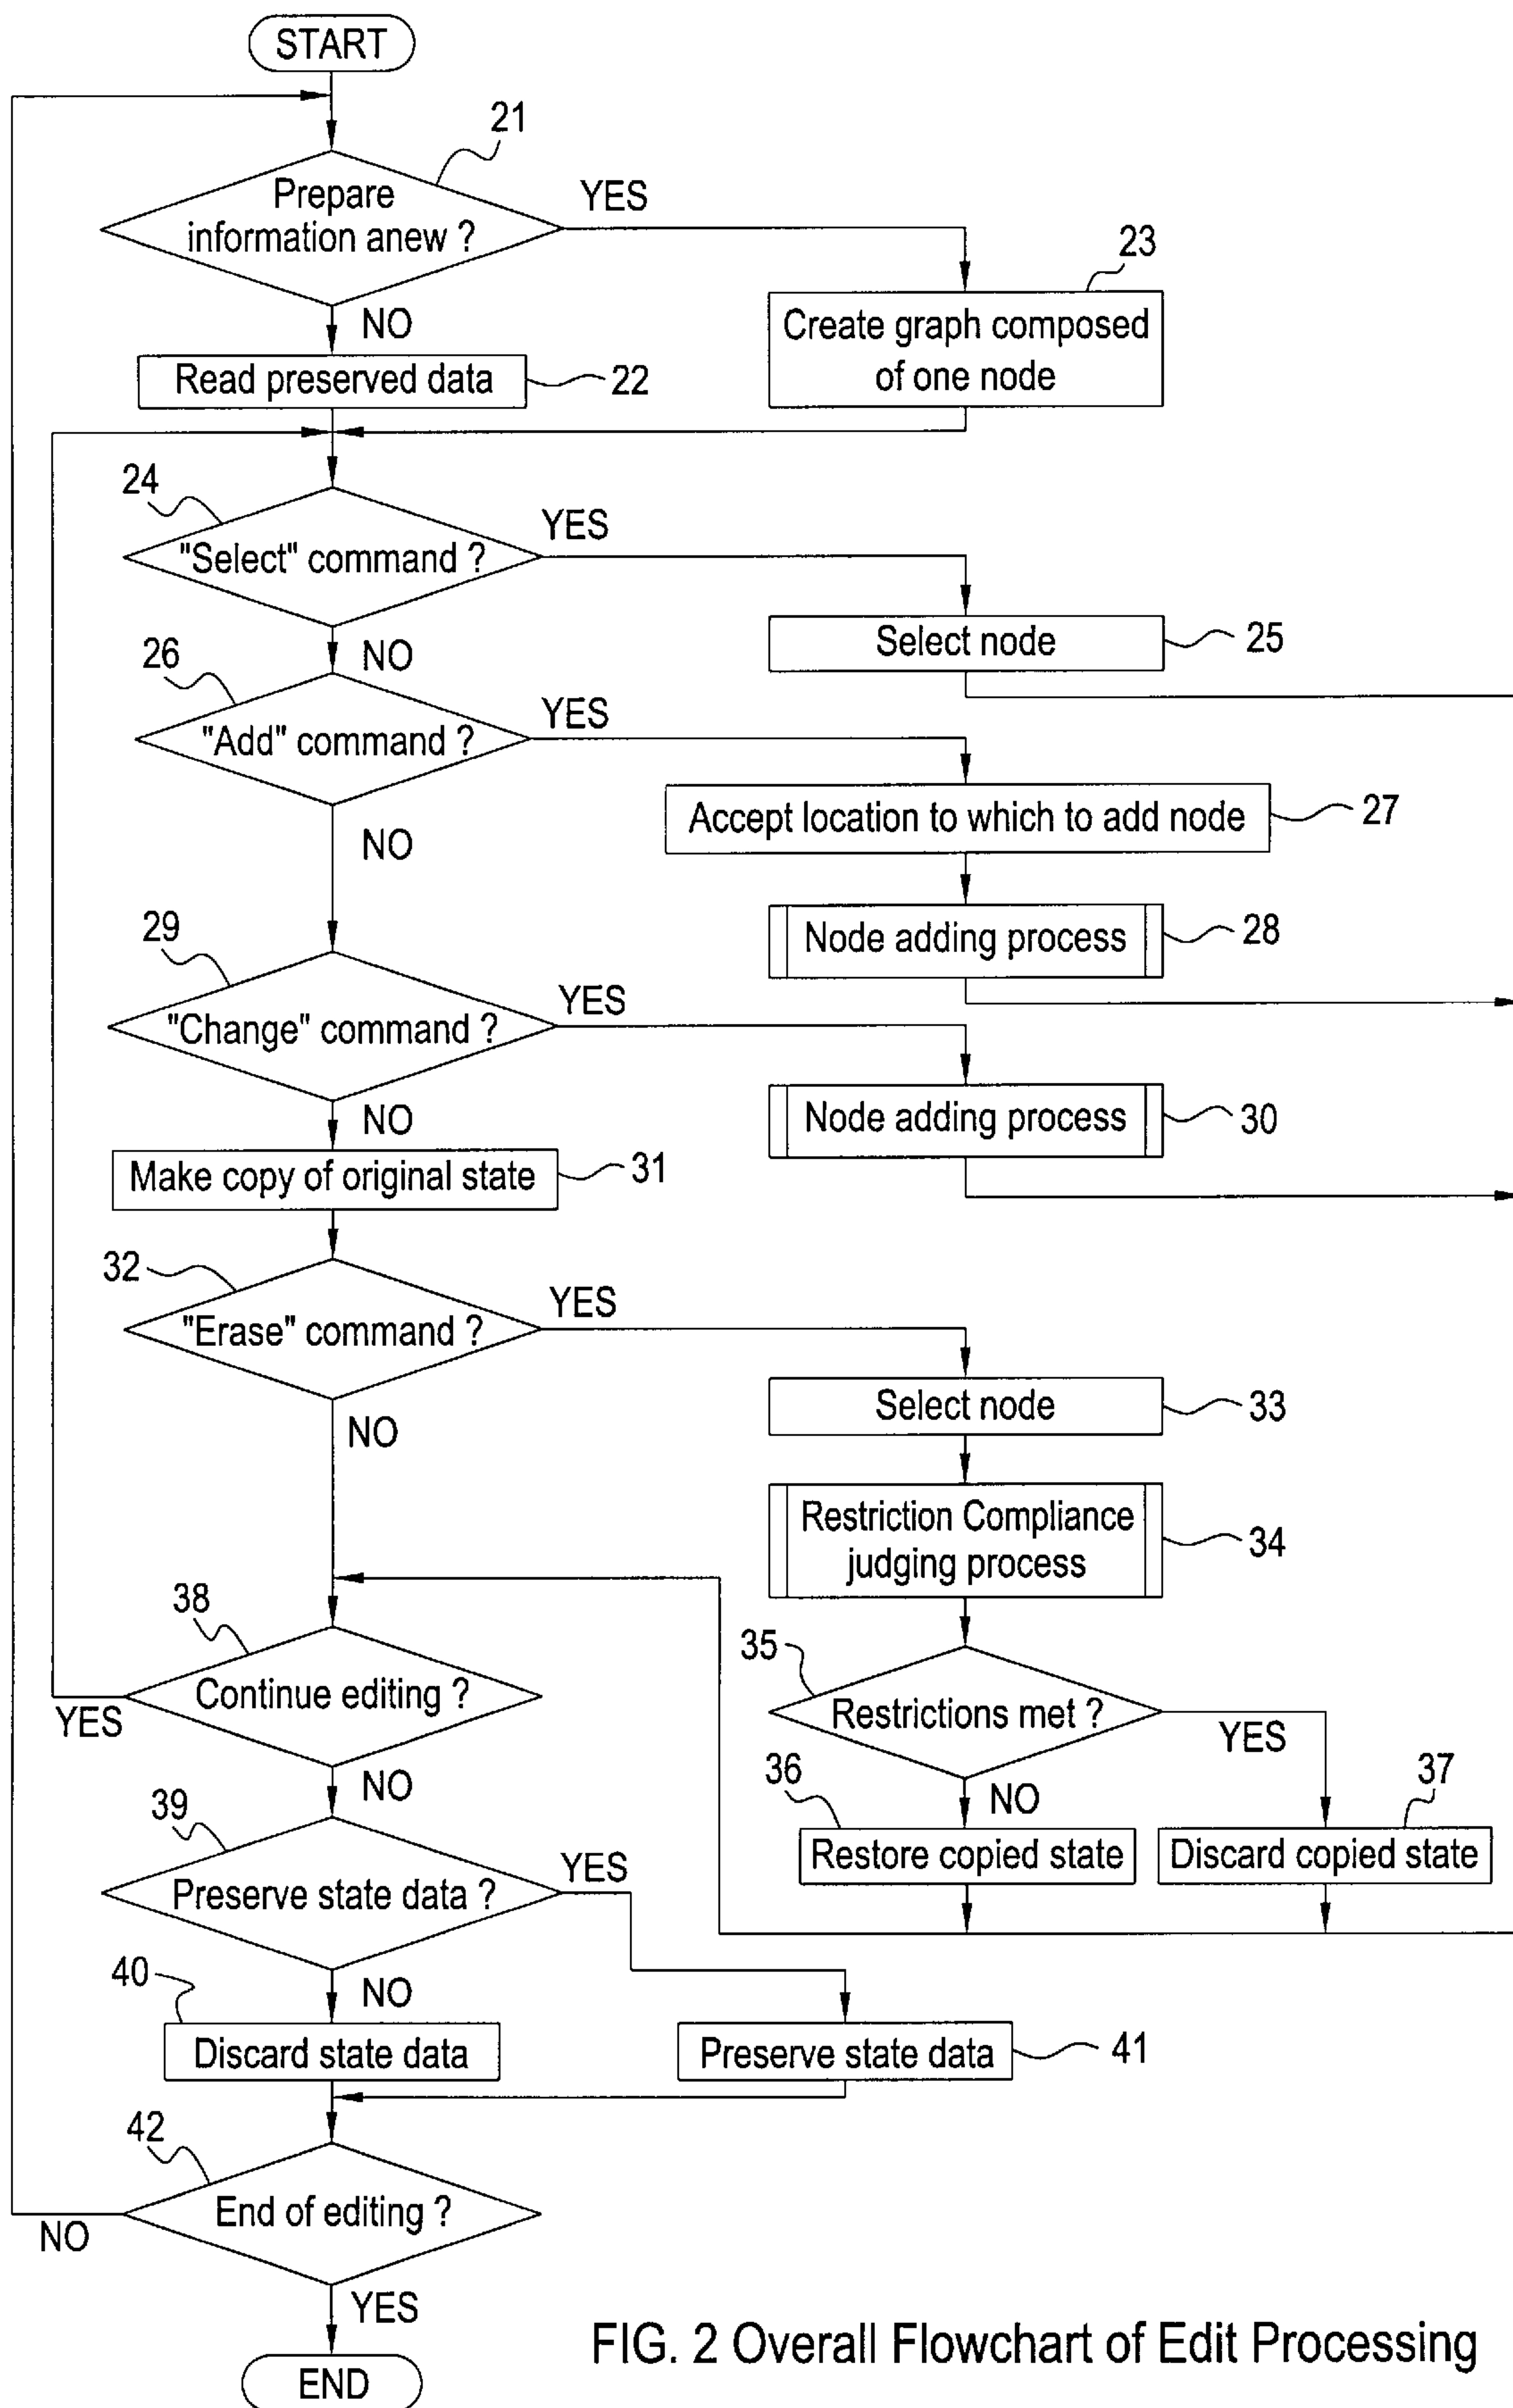 START
21
Prepare
information anew ?
YES
NO
23
Create graph composed
of one node
Read preserved data
22
24
"Select" command ?
YES
NO
Select node
25
26
"Add" command ?
YES
NO
Accept location to which to add node
27
Node adding process
28
29
"Change" command ?
YES
NO
Node adding process
30
Make copy of original state
31
32
"Erase" command ?
YES
NO
Select node
33
Restriction Compliance
judging process
34
35
Restrictions met ?
YES
NO
36
Restore copied state
37
Discard copied state
38
Continue editing ?
YES
NO
39
Preserve state data ?
YES
NO
40
Discard state data
Preserve state data
41
42
End of editing ?
NO
YES
END
FIG. 2 Overall Flowchart of Edit Processing